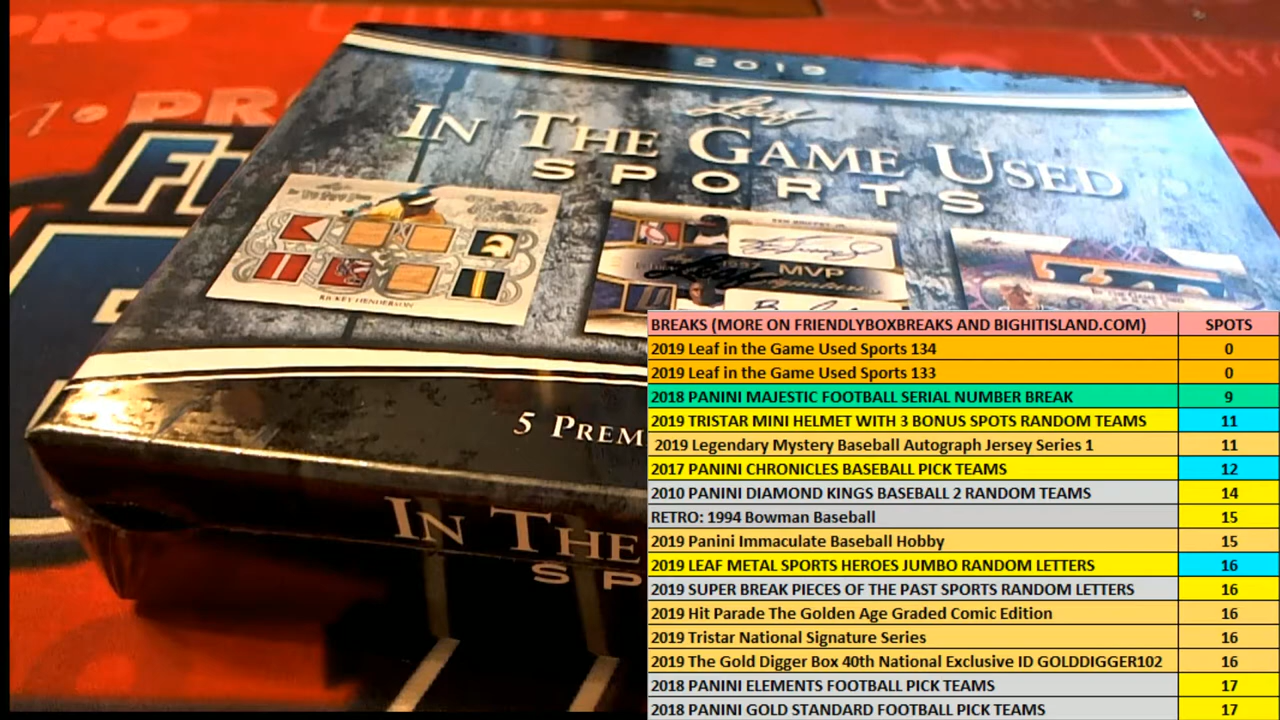 PRO
Ultra
PRO
2019
Leaf
IN THE GAME USED
SPORTS
RICKEY HENDERSON
MVP
5 PREM
IN THE
SP
BREAKS (MORE ON FRIENDLYBOXBREAKS AND BIGHITISLAND.COM) SPOTS
2019 Leaf in the Game Used Sports 134 0
2019 Leaf in the Game Used Sports 133 0
2018 PANINI MAJESTIC FOOTBALL SERIAL NUMBER BREAK 9
2019 TRISTAR MINI HELMET WITH 3 BONUS SPOTS RANDOM TEAMS 11
2019 Legendary Mystery Baseball Autograph Jersey Series 1 11
2017 PANINI CHRONICLES BASEBALL PICK TEAMS 12
2010 PANINI DIAMOND KINGS BASEBALL 2 RANDOM TEAMS 14
RETRO: 1994 Bowman Baseball 15
2019 Panini Immaculate Baseball Hobby 15
2019 LEAF METAL SPORTS HEROES JUMBO RANDOM LETTERS 16
2019 SUPER BREAK PIECES OF THE PAST SPORTS RANDOM LETTERS 16
2019 Hit Parade The Golden Age Graded Comic Edition 16
2019 Tristar National Signature Series 16
2019 The Gold Digger Box 40th National Exclusive ID GOLDDIGGER102 16
2018 PANINI ELEMENTS FOOTBALL PICK TEAMS 17
2018 PANINI GOLD STANDARD FOOTBALL PICK TEAMS 17